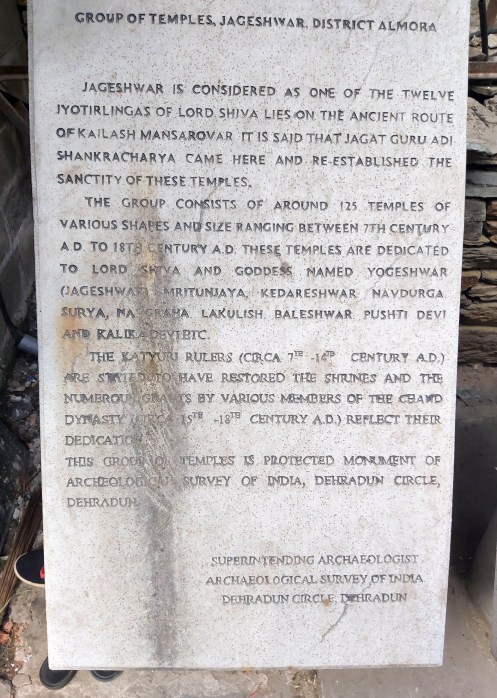 GROUP OF TEMPLES, JAGESHWAR, DISTRICT ALMORA
JAGESHWAR IS CONSIDERED AS ONE OF THE TWELVE
JYOTIRLINGAS OF LORD SHIVA LIES ON THE ANCIENT ROUTE
OF KAILASH MANSAROVAR. IT IS SAID THAT JAGAT GURU ADI
SHANKRACHARYA CAME HERE AND RE-ESTABLISHED THE
SANCTITY OF THESE TEMPLES.
THE GROUP CONSISTS OF AROUND 125 TEMPLES OF
VARIOUS SHAPES AND SIZE RANGING BETWEEN 7TH CENTURY
A.D. TO 18TH CENTURY A.D. THESE TEMPLES ARE DEDICATED
TO LORD SHIVA AND GODDESS NAMED YOGESHWAR
(JAGESHWAR) MRITUNJAYA, KEDARESHWAR NAVDURGA
SURYA, NAVGRAHA, LAKULISH, BALESHWAR, PUSHTI DEVI
AND KALIKA DEVI ETC.
THE KATYURI RULERS (CIRCA 7TH -14TH CENTURY A.D.)
ARE STATED TO HAVE RESTORED THE SHRINES AND THE
NUMEROUS GRANTS BY VARIOUS MEMBERS OF THE CHAND
DYNASTY (CIRCA 15TH -18TH CENTURY A.D.) REFLECT THEIR
DEDICATION
THIS GROUP OF TEMPLES IS PROTECTED MONUMENT OF
ARCHEOLOGICAL SURVEY OF INDIA, DEHRADUN CIRCLE,
DEHRADUN.
SUPERINTENDING ARCHAEOLOGIST
ARCHAEOLOGICAL SURVEY OF INDIA
DEHRADUN CIRCLE, DEHRADUN